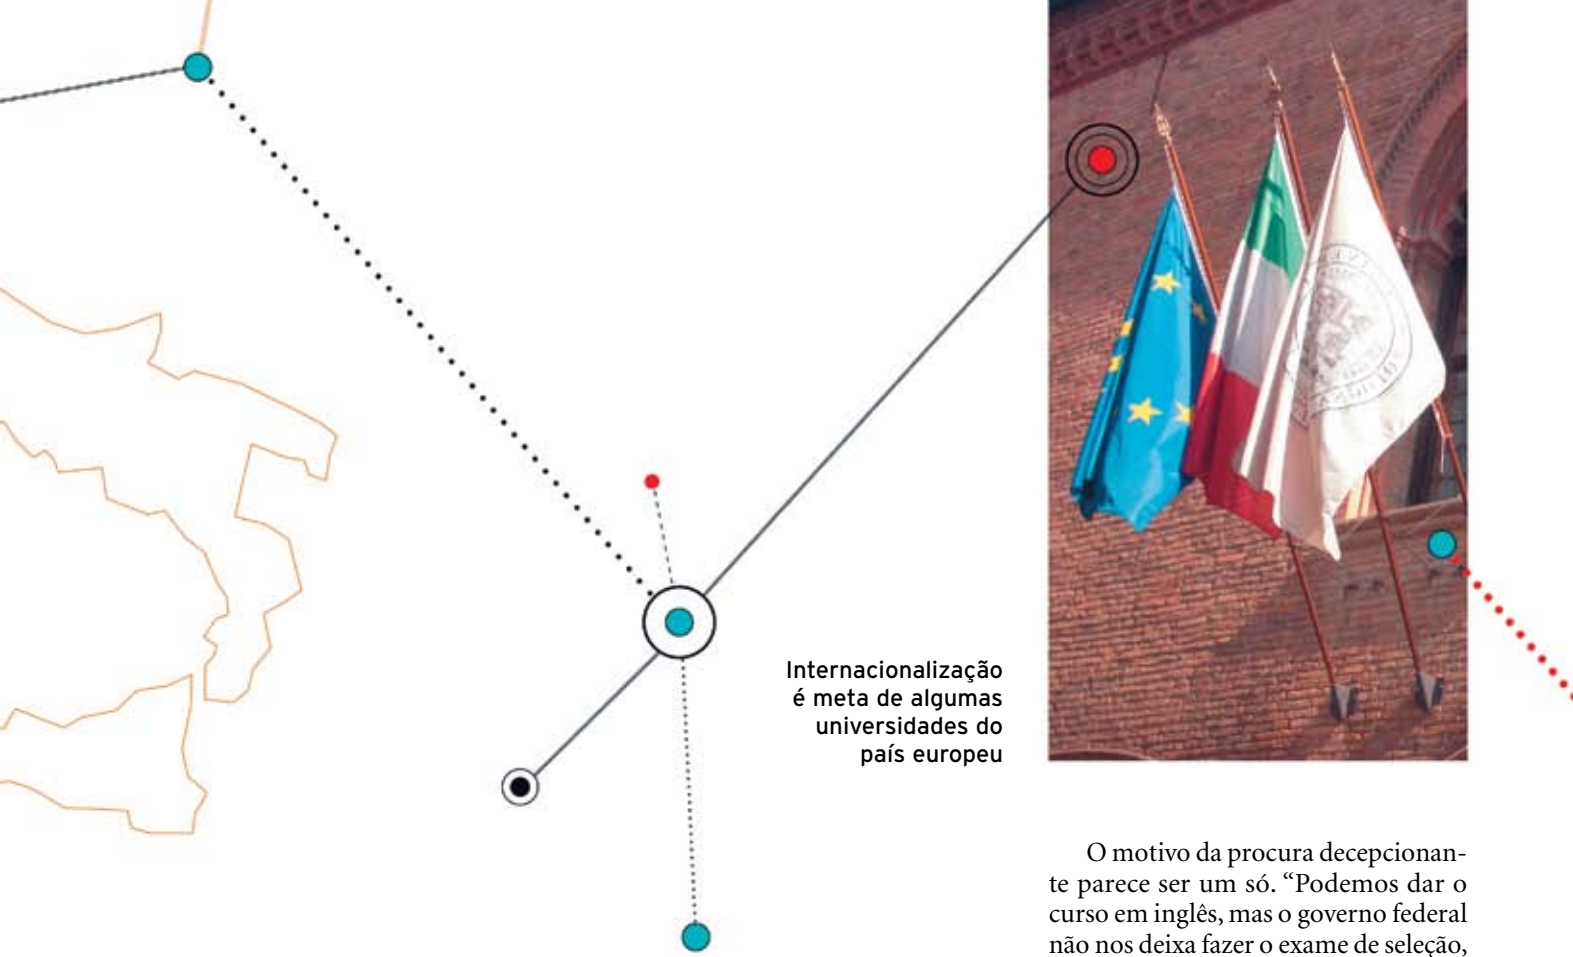 Internacionalização
é meta de algumas
universidades do
país europeu
O motivo da procura decepcionan-
te parece ser um só. “Podemos dar o
curso em inglês, mas o governo federal
não nos deixa fazer o exame de seleção,